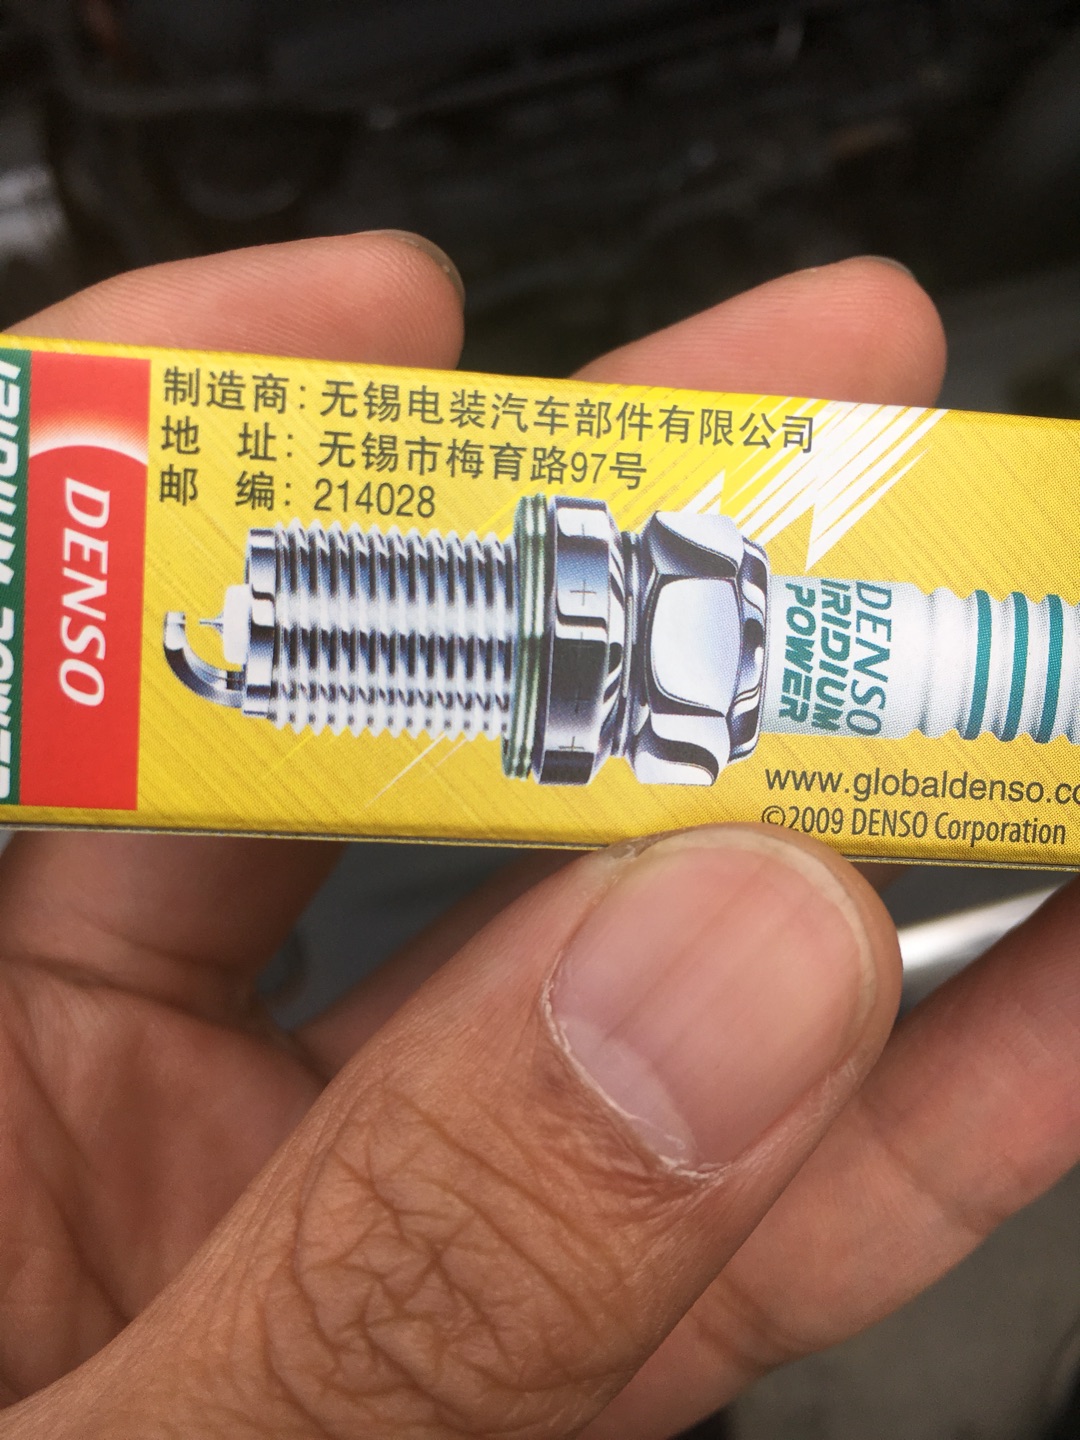 制造商: 无锡电装汽车部件有限公司
地 址: 无锡市梅育路97号
邮 编: 214028
IRIDIUM POWER
DENSO
DENSO
IRIDIUM
POWER
www.globaldenso.co
©2009 DENSO Corporation